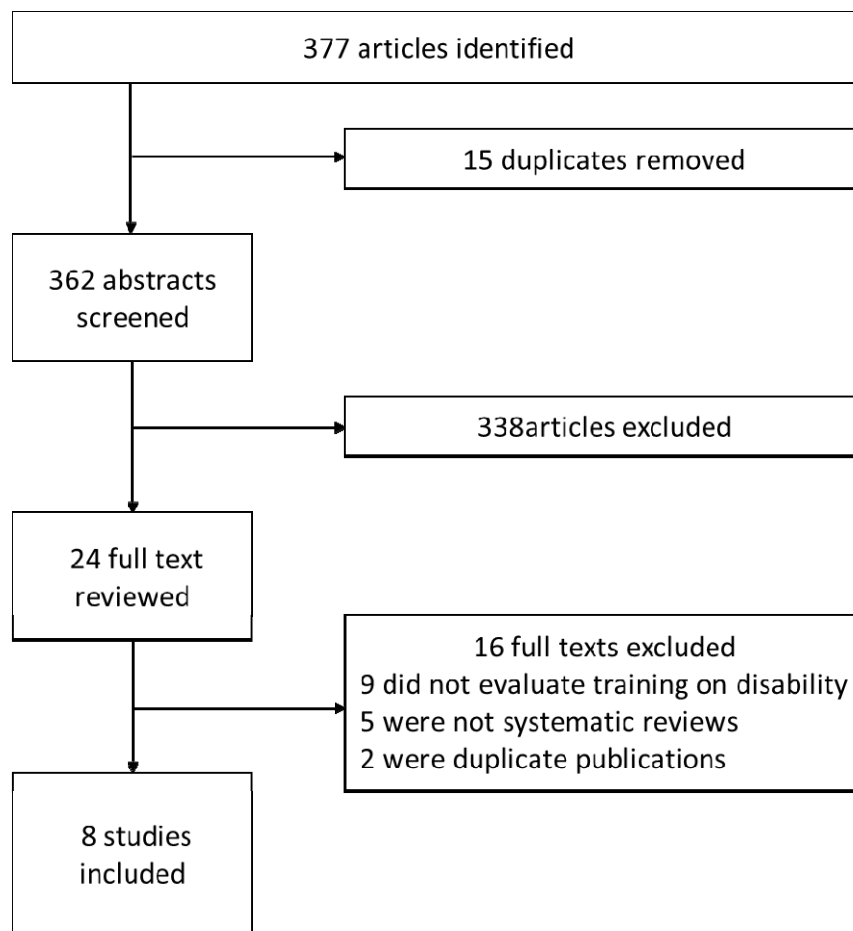 377 articles identified
15 duplicates removed
362 abstracts
screened
338articles excluded
24 full text
reviewed
16 full texts excluded
9 did not evaluate training on disability
5 were not systematic reviews
2 were duplicate publications
8 studies
included